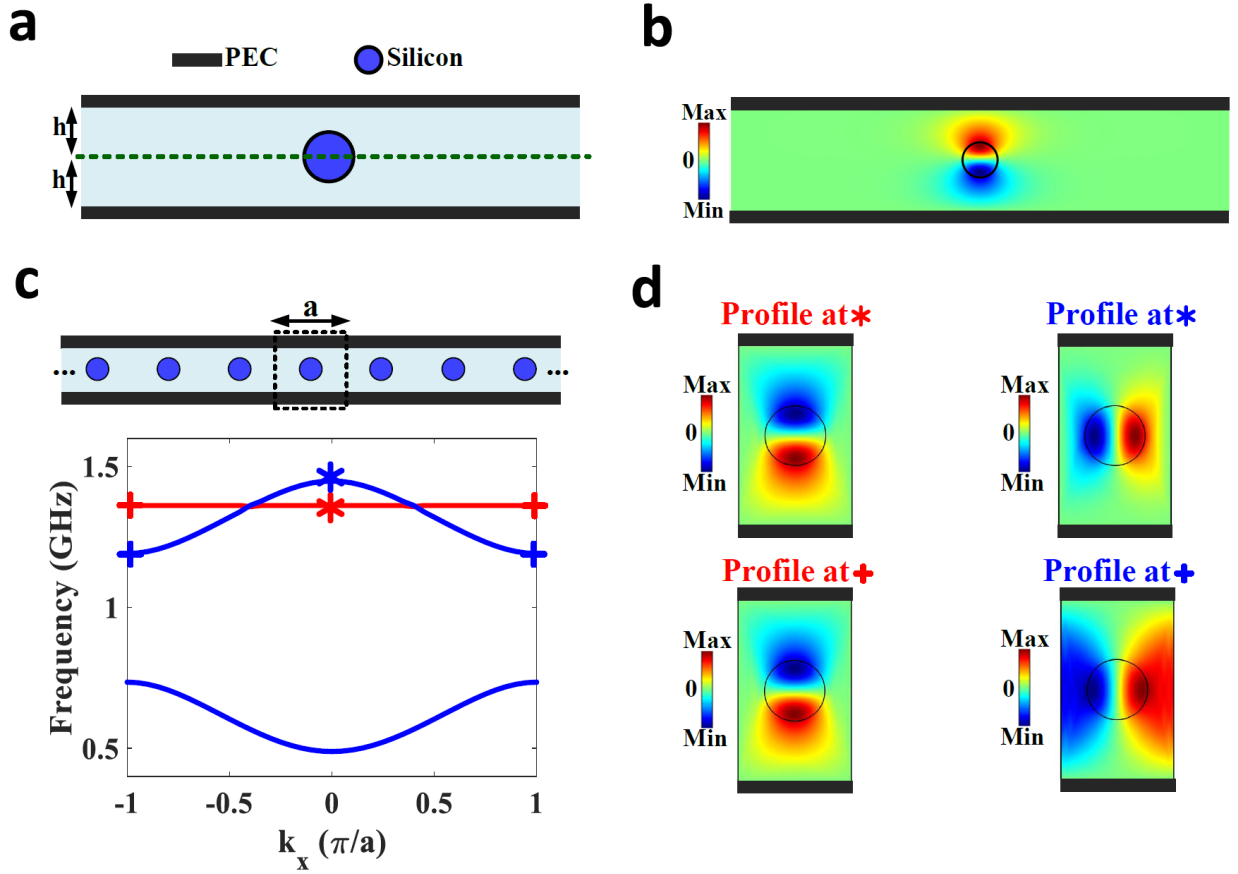 a
PEC
Silicon
h
h
b
Max
0
Min
c
a
... ...
Frequency (GHz)
1.5
1
0.5
-1 -0.5 0 0.5 1
k_x (π/a)
d
Profile at *
Max
0
Min
Profile at *
Max
0
Min
Profile at +
Max
0
Min
Profile at +
Max
0
Min